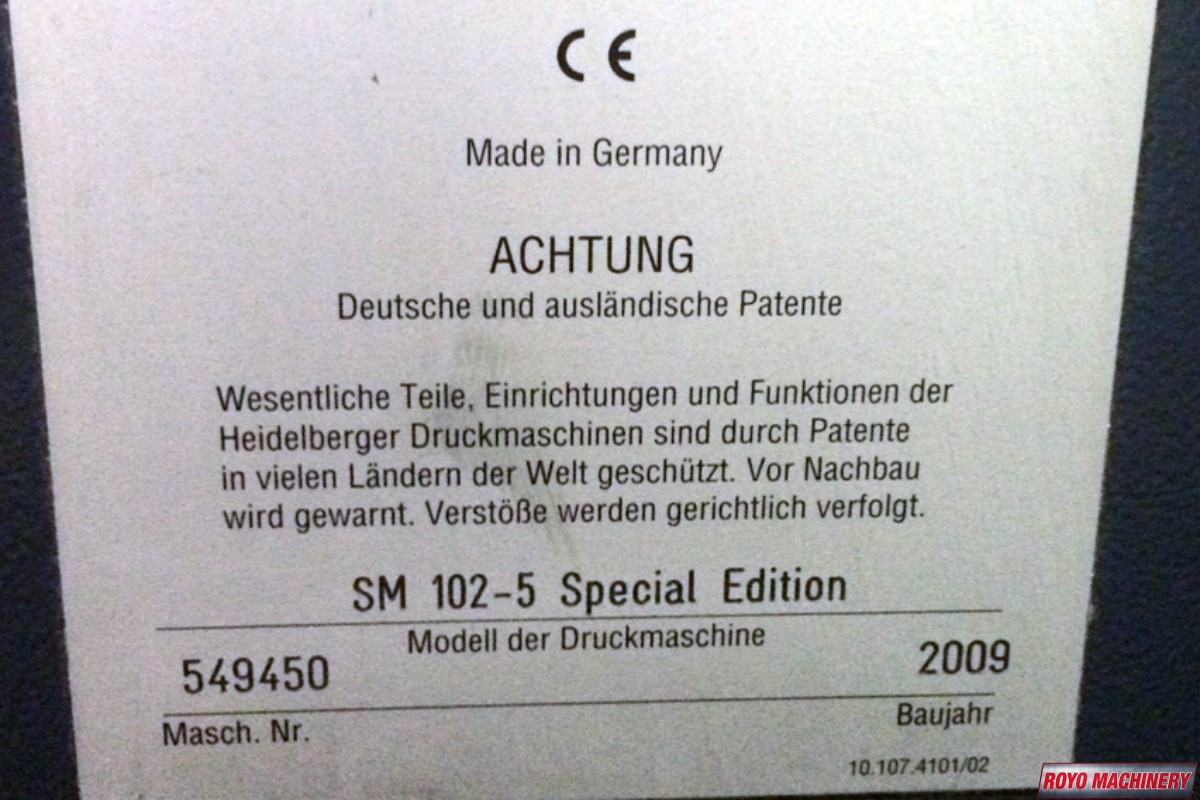 CE
Made in Germany
ACHTUNG
Deutsche und ausländische Patente
Wesentliche Teile, Einrichtungen und Funktionen der
Heidelberger Druckmaschinen sind durch Patente
in vielen Ländern der Welt geschützt. Vor Nachbau
wird gewarnt. Verstöße werden gerichtlich verfolgt.
SM 102-5 Special Edition
Modell der Druckmaschine
549450 2009
Masch. Nr. Baujahr
10.107.4101/02
ROYO MACHINERY